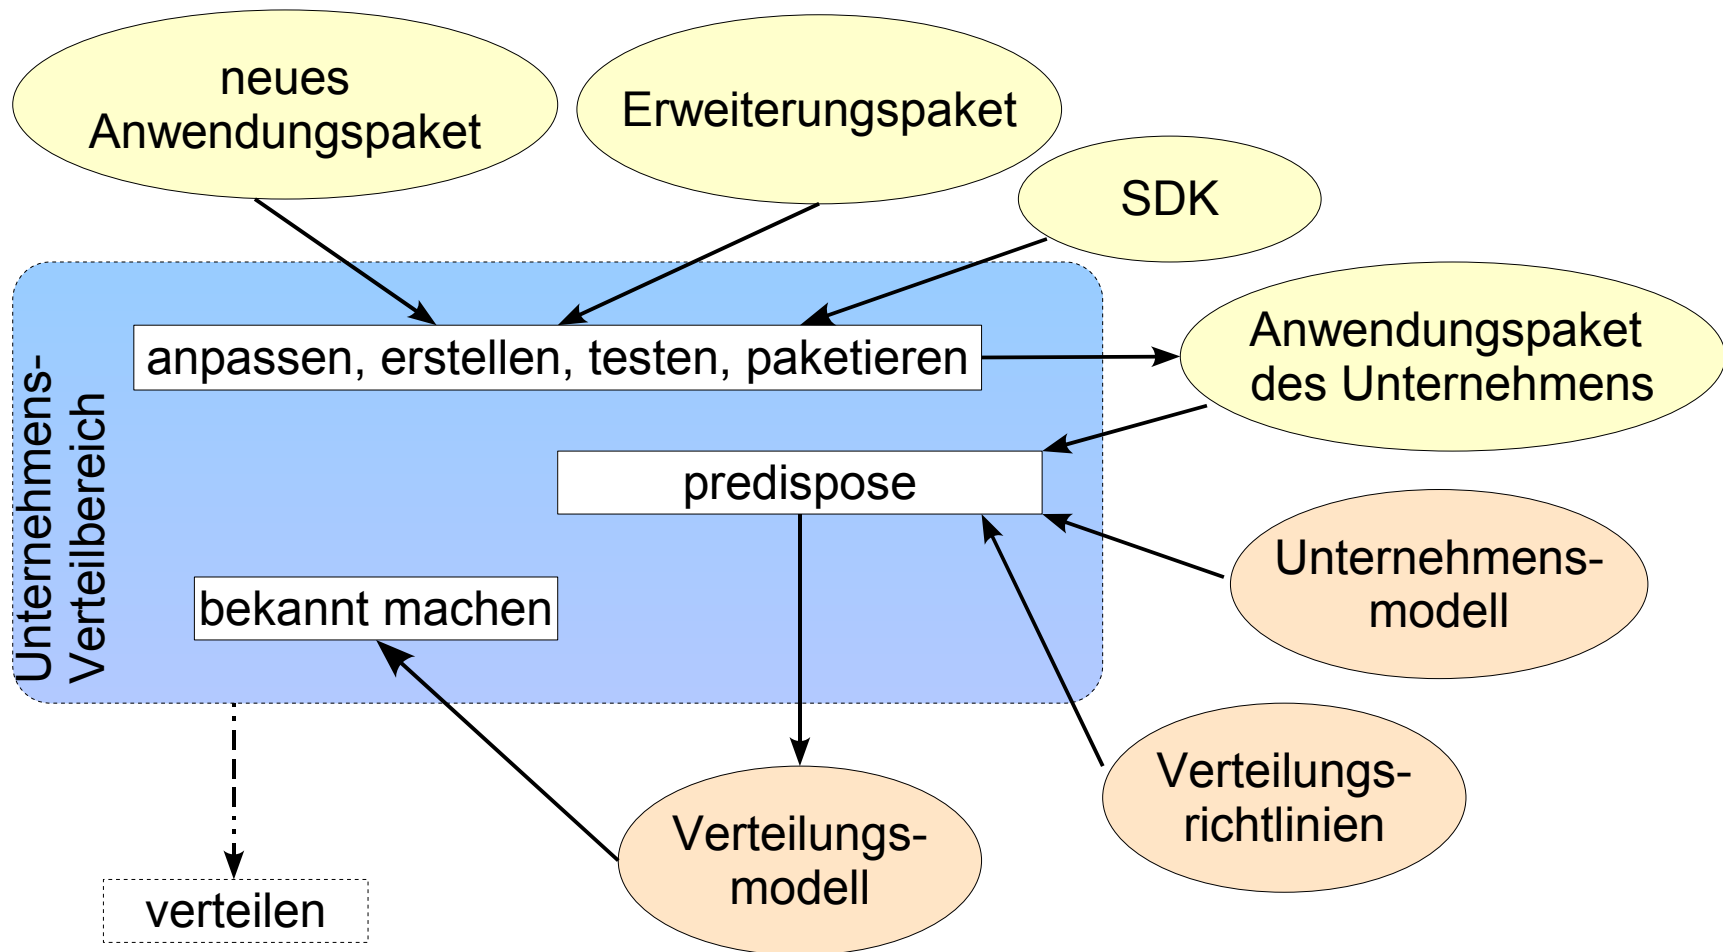 neues
Anwendungspaket
Erweiterungspaket
SDK
anpassen, erstellen, testen, paketieren
Anwendungspaket
des Unternehmens
Unternehmens-
Verteilbereich
predispose
Unternehmens-
modell
bekannt machen
Verteilungs-
richtlinien
Verteilungs-
modell
verteilen